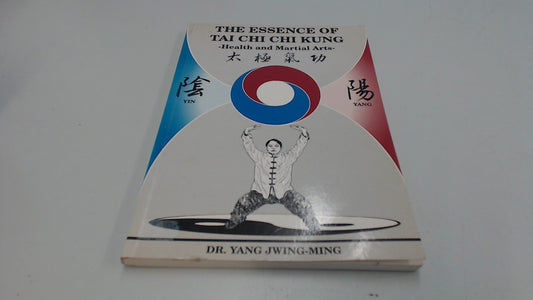 THE ESSENCE OF
TAI CHI CHI KUNG
-Health and Martial Arts-
太極氣功
陰
YIN
陽
YANG
DR. YANG JWING-MING